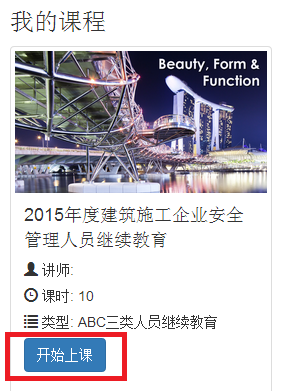 我的课程
Beauty, Form &
Function
2015年度建筑施工企业安全
管理人员继续教育
讲师:
课时: 10
类型: ABC三类人员继续教育
开始上课